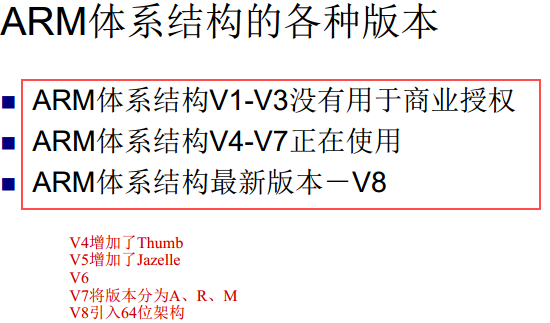 ARM体系结构的各种版本
ARM体系结构V1-V3没有用于商业授权
ARM体系结构V4-V7正在使用
ARM体系结构最新版本－V8
V4增加了Thumb
V5增加了Jazelle
V6
V7将版本分为A、R、M
V8引入64位架构